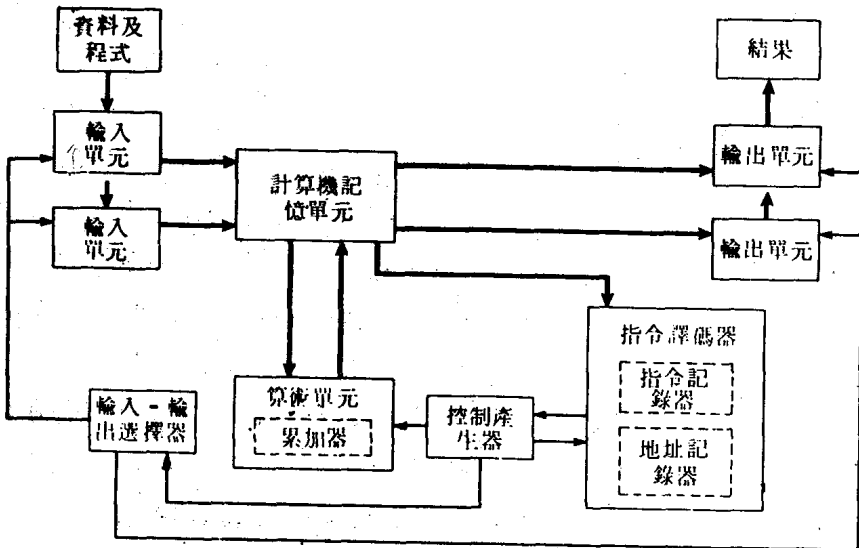 資料及
程式
結果
輸入
單元
輸出單元
計算機記
憶單元
輸入
單元
輸出單元
指令譯碼器
指令記
錄器
算術單元
累加器
控制產
生器
輸入-輸
出選擇器
地址記
錄器